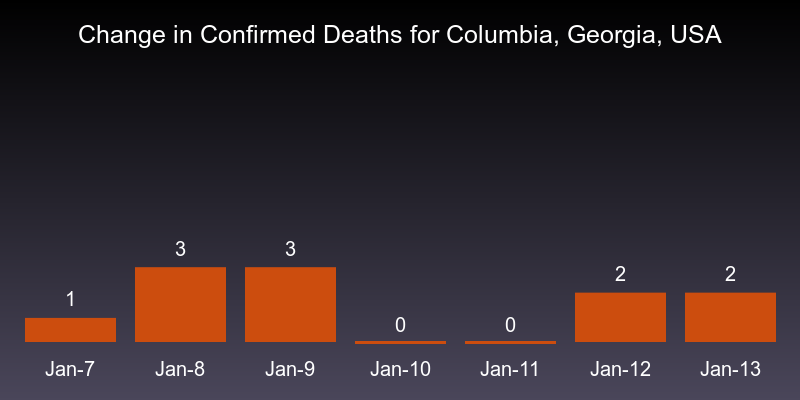 Change in Confirmed Deaths for Columbia, Georgia, USA
1 3 3 0 0 2 2
Jan-7 Jan-8 Jan-9 Jan-10 Jan-11 Jan-12 Jan-13